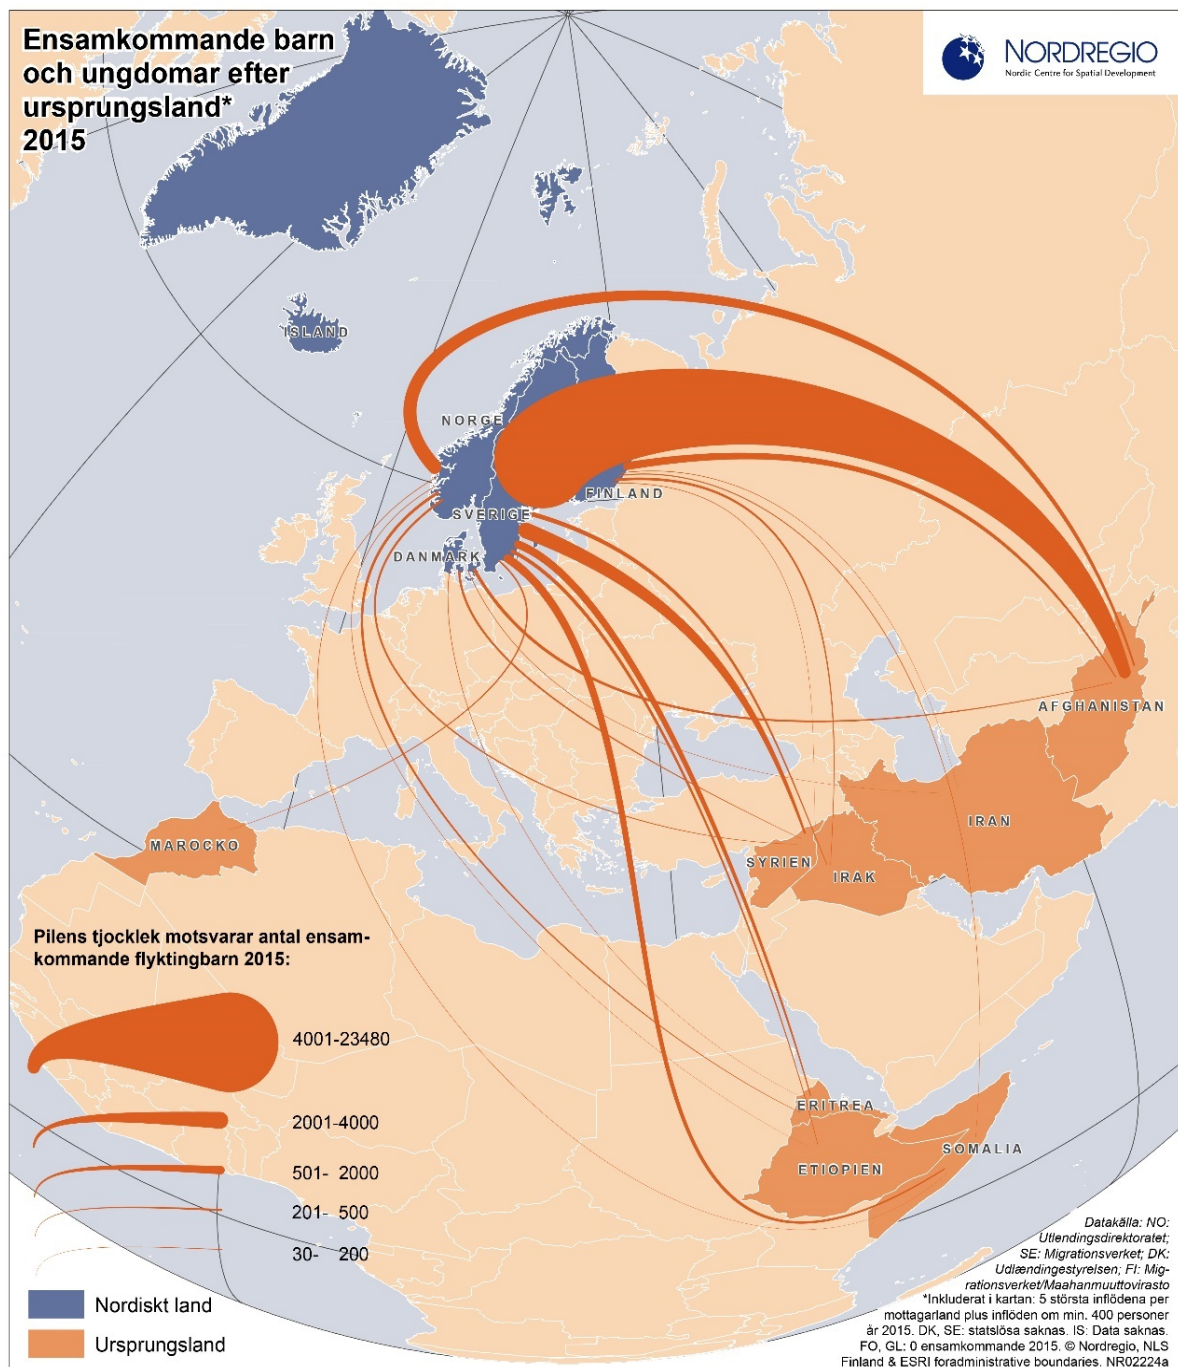 Ensamkommande barn
och ungdomar efter
ursprungsland*
2015
NORDREGIO
Nordic Centre for Spatial Development
ISLAND
NORGE
FINLAND
SVERIGE
DANMARK
AFGHANISTAN
IRAN
MAROCKO
SYRIEN
IRAK
ERITREA
SOMALIA
ETIOPIEN
Pilens tjocklek motsvarar antal ensam-
kommande flyktingbarn 2015:
4001-23480
2001-4000
501- 2000
201- 500
30- 200
Nordiskt land
Ursprungsland
Datakälla: NO:
Utlendingsdirektoratet;
SE: Migrationsverket; DK:
Udlændingestyrelsen; FI: Mig-
rationsverket/Maahanmuuttovirasto
*Inkluderat i kartan: 5 största inflödena per
mottagarland plus inflöden om min. 400 personer
år 2015. DK, SE: statslösa saknas. IS: Data saknas.
FO, GL: 0 ensamkommande 2015. © Nordregio, NLS
Finland & ESRI foradministrative boundaries. NR02224a